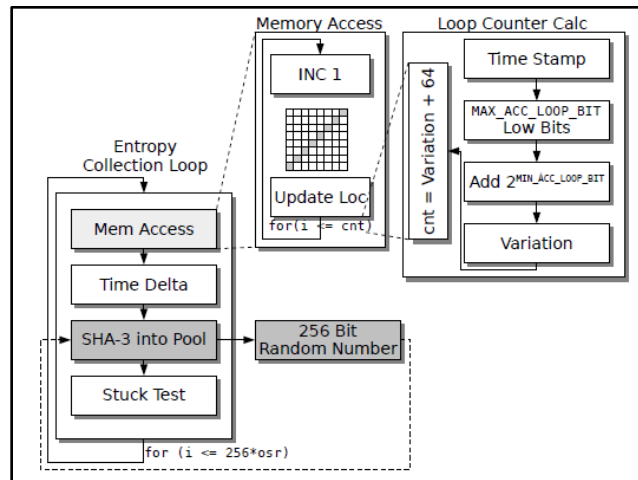 Memory Access
Loop Counter Calc
INC 1
Update Loc
for(i <= cnt)
cnt = Variation + 64
Time Stamp
MAX_ACC_LOOP_BIT
Low Bits
Add 2^MIN_ACC_LOOP_BIT
Variation
Entropy
Collection Loop
Mem Access
Time Delta
SHA-3 into Pool
256 Bit
Random Number
Stuck Test
for (i <= 256*osr)